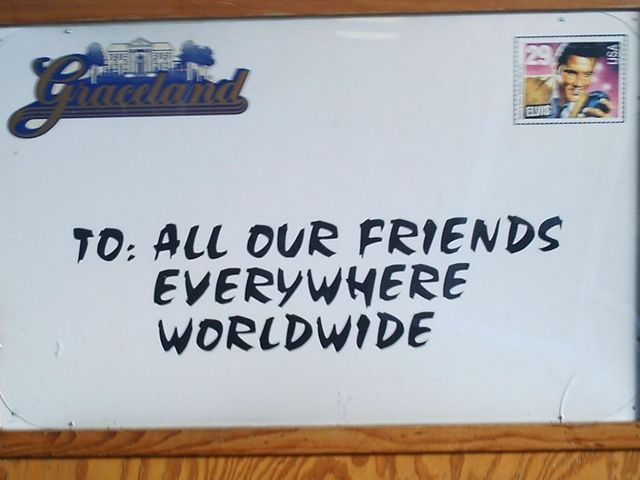 Graceland
29
USA
ELVIS
TO: ALL OUR FRIENDS
EVERYWHERE
WORLDWIDE